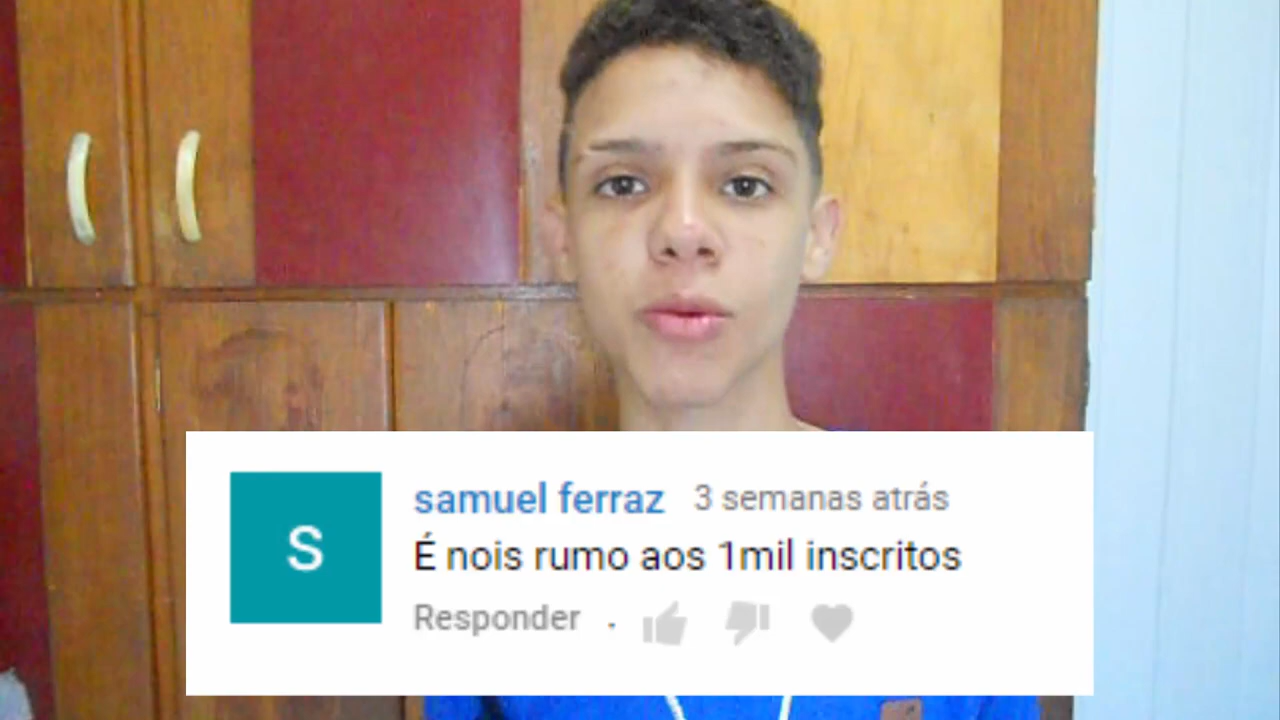 S
samuel ferraz 3 semanas atrás
É nois rumo aos 1mil inscritos
Responder